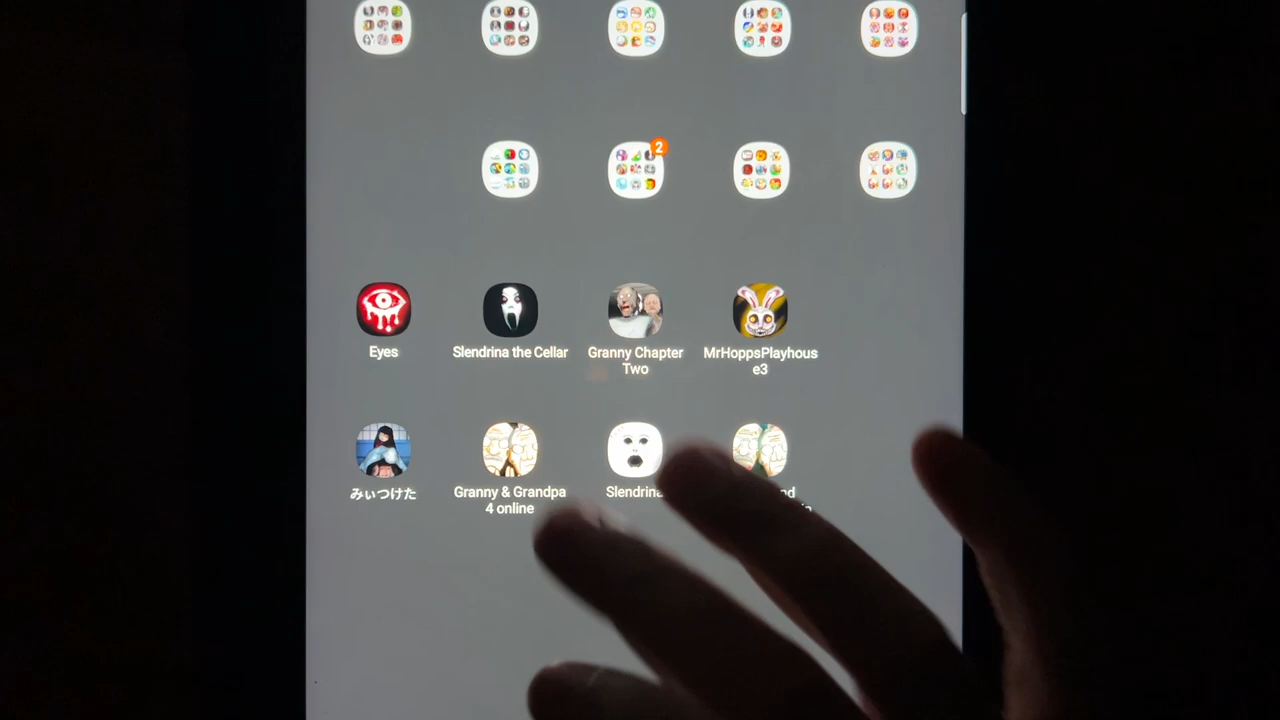 2
Eyes
Slendrina the Cellar
Granny Chapter
Two
MrHoppsPlayhous
e3
みぃつけた
Granny & Grandpa
4 online
Slendrina